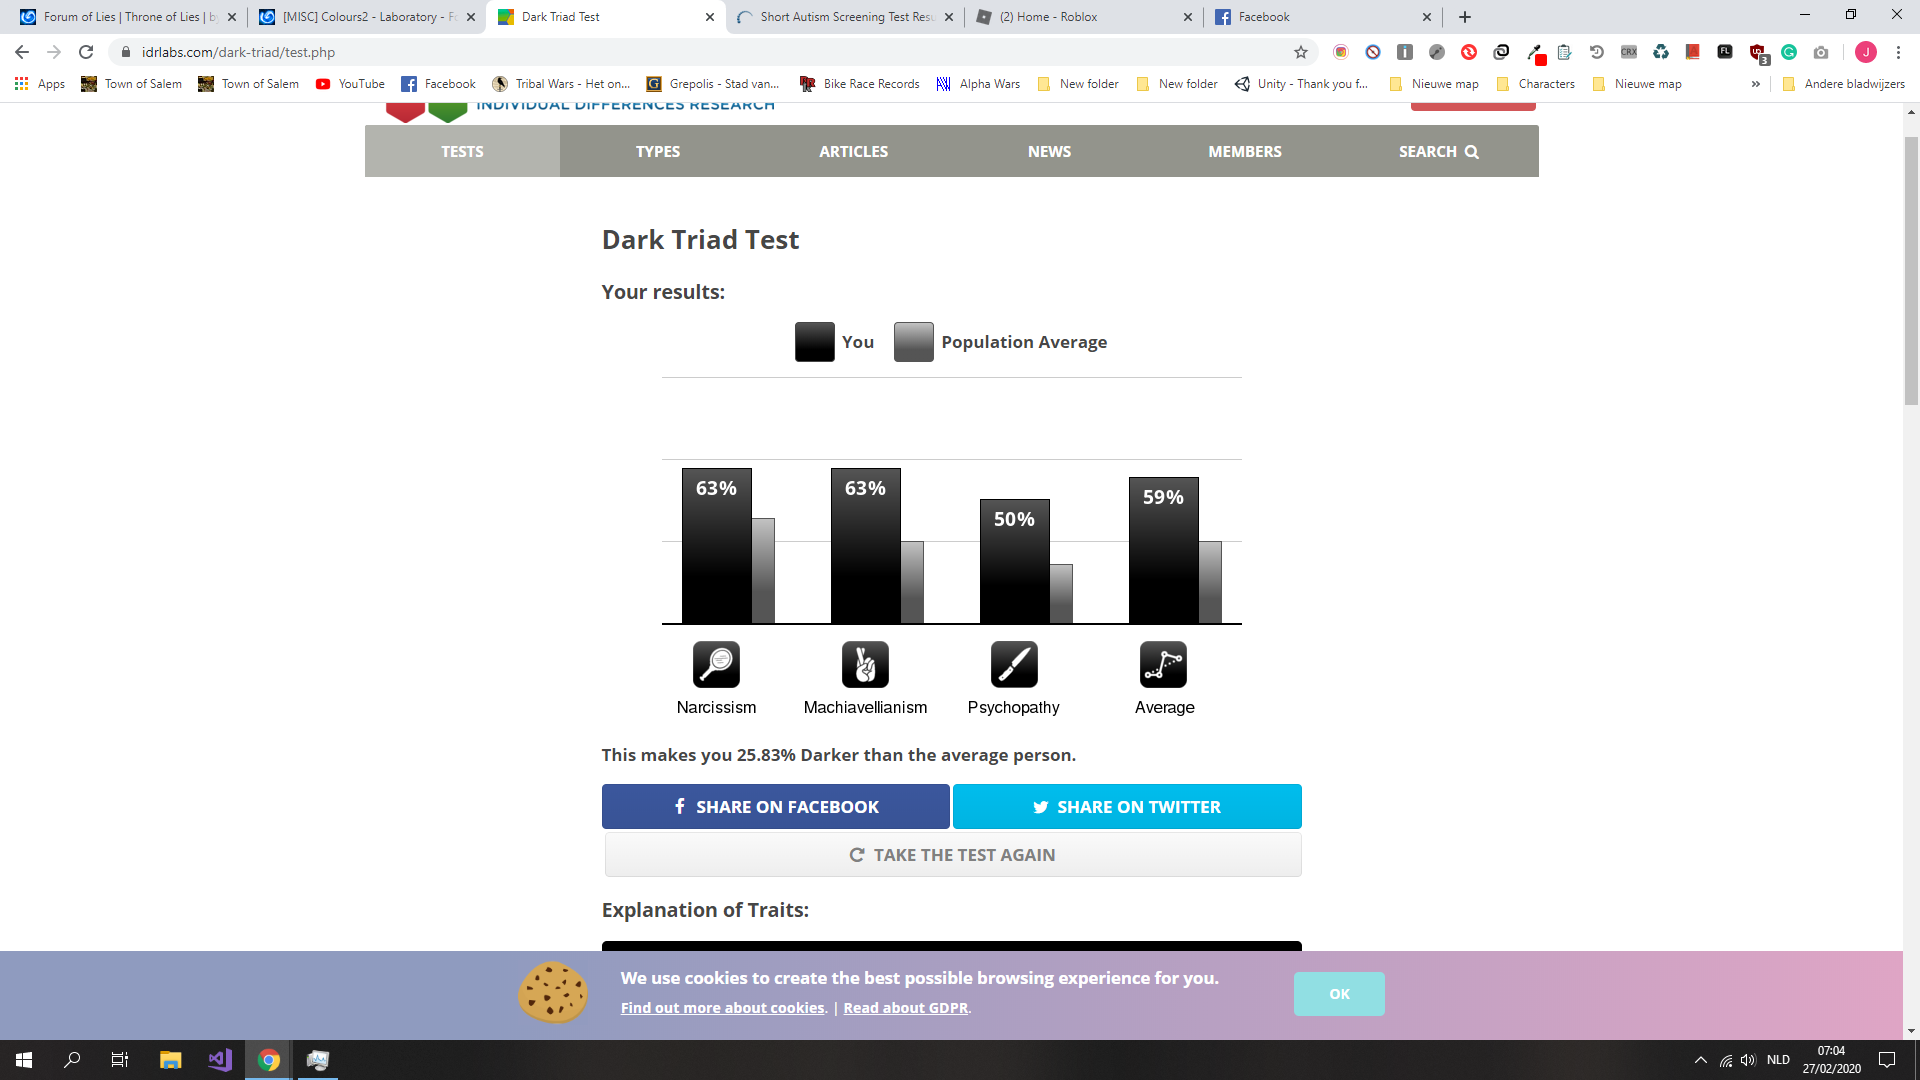 Forum of Lies | Throne of Lies | by
[MISC] Colours2 - Laboratory - Fo
Dark Triad Test
Short Autism Screening Test Resu
(2) Home - Roblox
Facebook
idrlabs.com/dark-triad/test.php
Apps
Town of Salem
Town of Salem
YouTube
Facebook
Tribal Wars - Het on...
Grepolis - Stad van...
Bike Race Records
Alpha Wars
New folder
New folder
Unity - Thank you f...
Nieuwe map
Characters
Nieuwe map
Andere bladwijzers
INDIVIDUAL DIFFERENCES RESEARCH
TESTS
TYPES
ARTICLES
NEWS
MEMBERS
SEARCH
Dark Triad Test
Your results:
You
Population Average
63%
63%
50%
59%
Narcissism
Machiavellianism
Psychopathy
Average
This makes you 25.83% Darker than the average person.
SHARE ON FACEBOOK
SHARE ON TWITTER
TAKE THE TEST AGAIN
Explanation of Traits:
We use cookies to create the best possible browsing experience for you.
Find out more about cookies. | Read about GDPR.
OK
NLD
07:04
27/02/2020